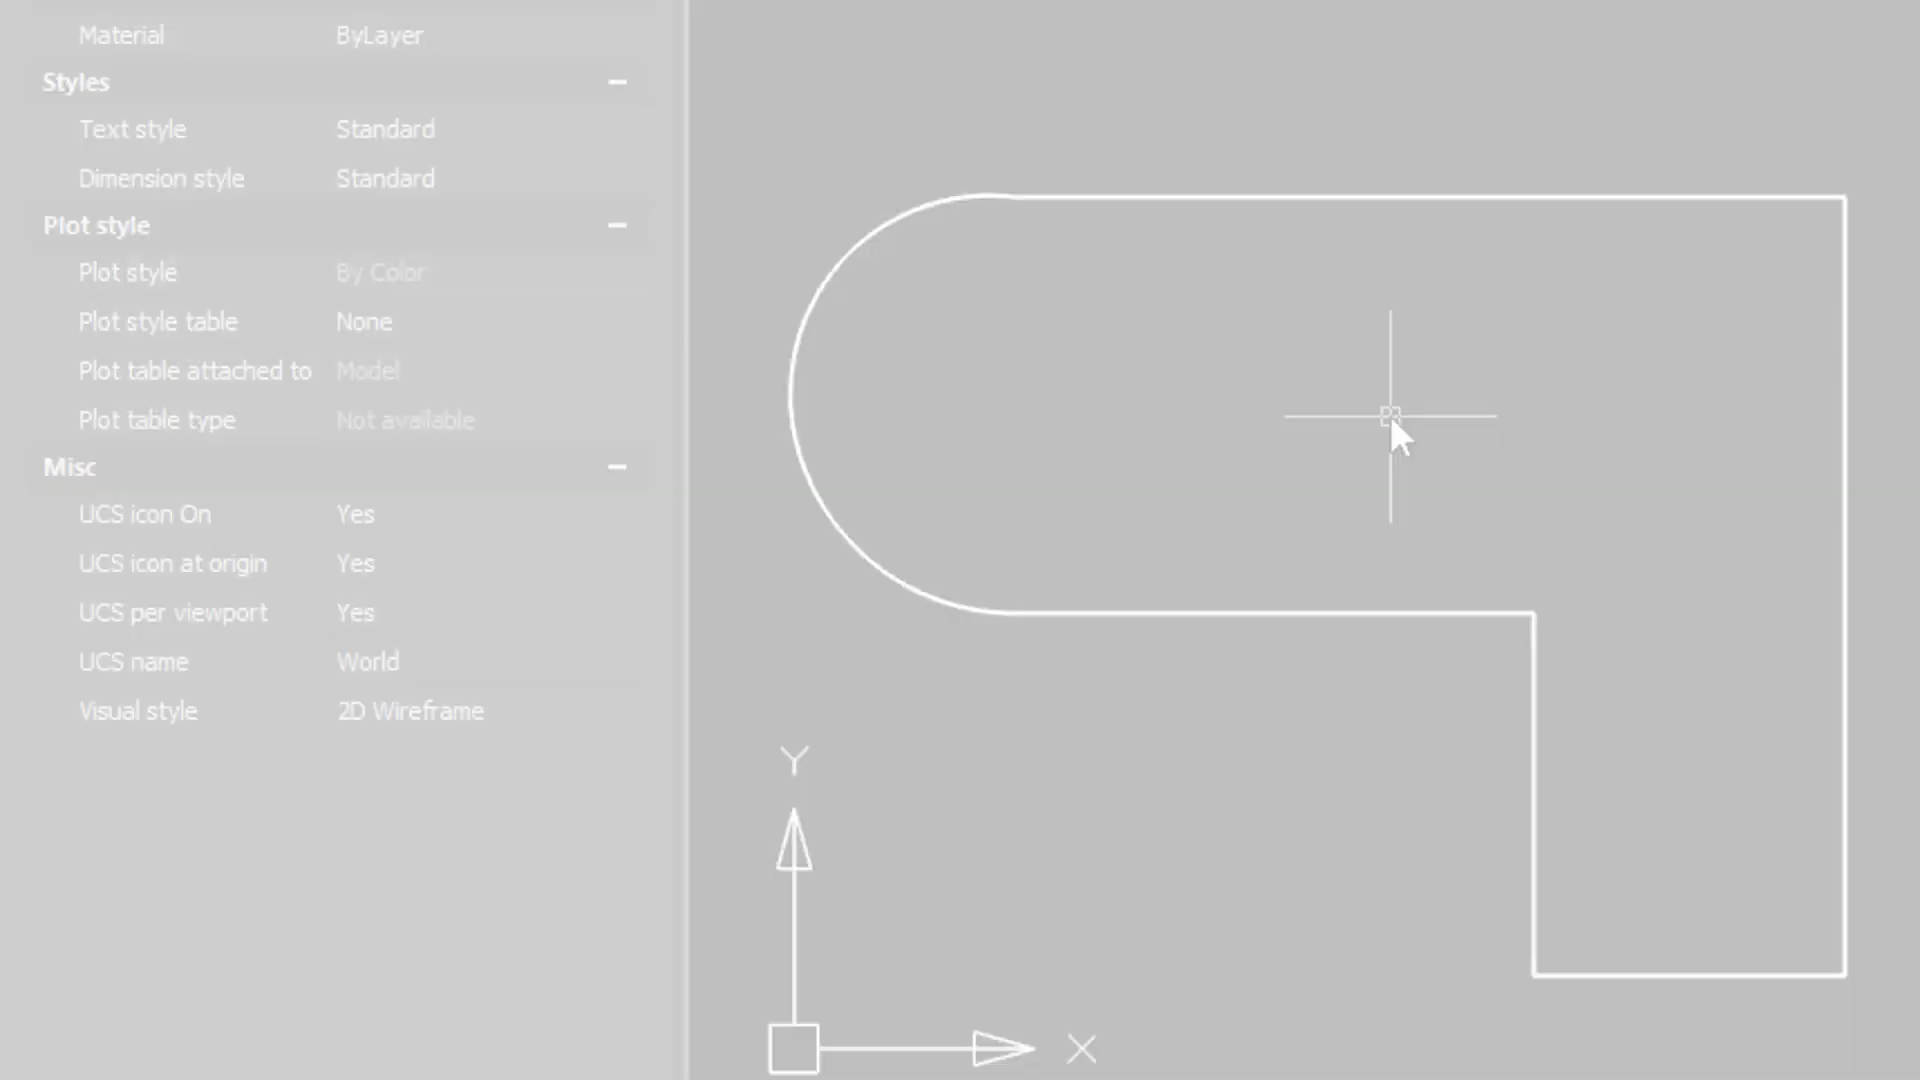 Material ByLayer
Styles
Text style Standard
Dimension style Standard
Plot style
Plot style By Color
Plot style table None
Plot table attached to Model
Plot table type Not available
Misc
UCS icon On Yes
UCS icon at origin Yes
UCS per viewport Yes
UCS name World
Visual style 2D Wireframe
Y
X